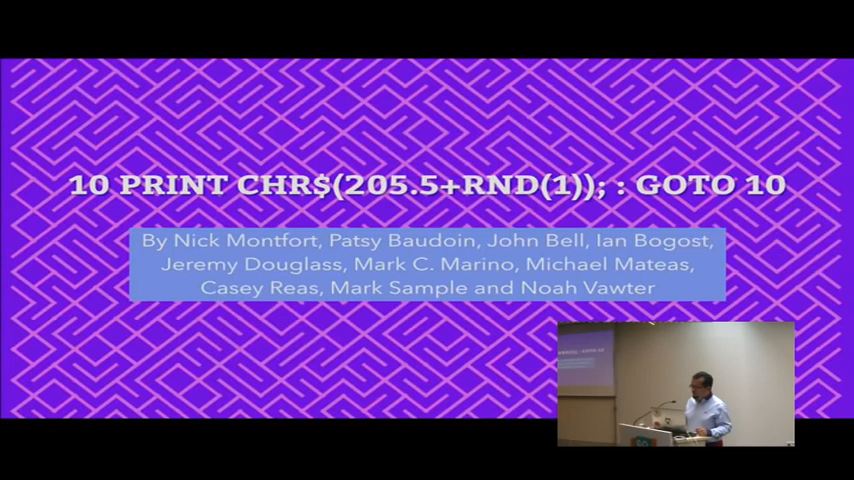 10 PRINT CHR$(205.5+RND(1)); : GOTO 10
By Nick Montfort, Patsy Baudoin, John Bell, Ian Bogost,
Jeremy Douglass, Mark C. Marino, Michael Mateas,
Casey Reas, Mark Sample and Noah Vawter